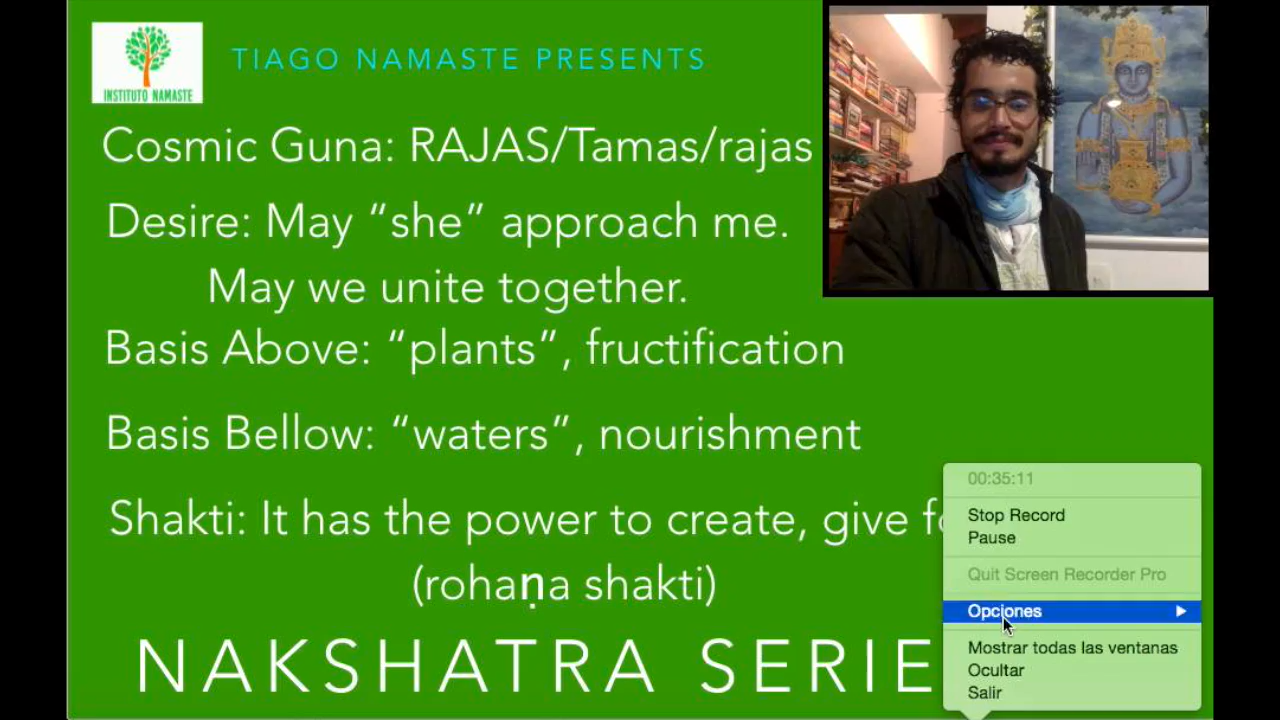 INSTITUTO NAMASTE
TIAGO NAMASTE PRESENTS
Cosmic Guna: RAJAS/Tamas/rajas
Desire: May “she” approach me.
May we unite together.
Basis Above: “plants”, fructification
Basis Bellow: “waters”, nourishment
Shakti: It has the power to create, give
(rohaṇa shakti)
NAKSHATRA SERIE
00:35:11
Stop Record
Pause
Quit Screen Recorder Pro
Opciones
Mostrar todas las ventanas
Ocultar
Salir